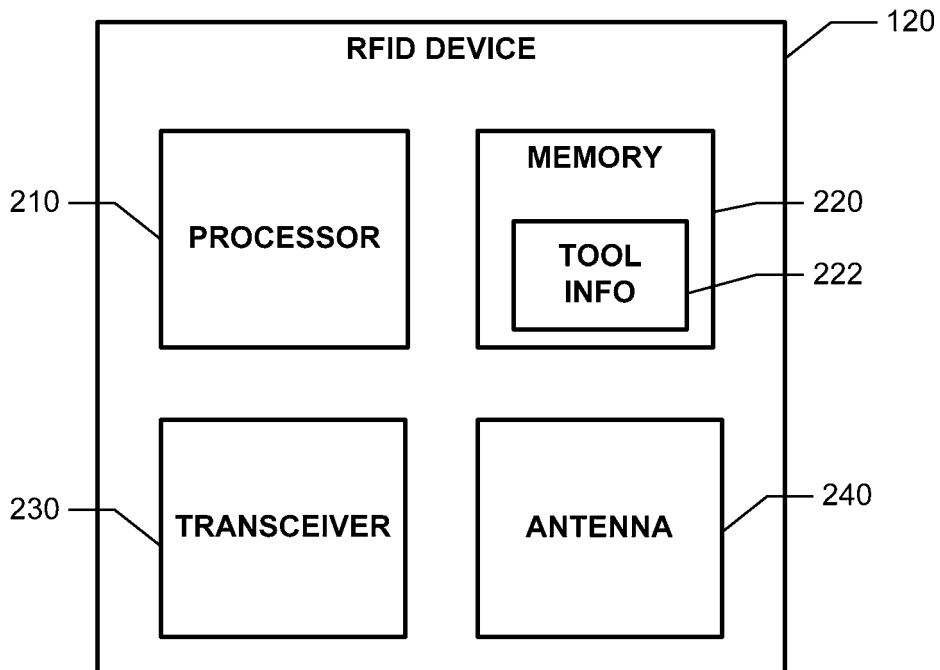 120
RFID DEVICE
MEMORY
210
220
PROCESSOR
TOOL
INFO
222
230
TRANSCEIVER
ANTENNA
240